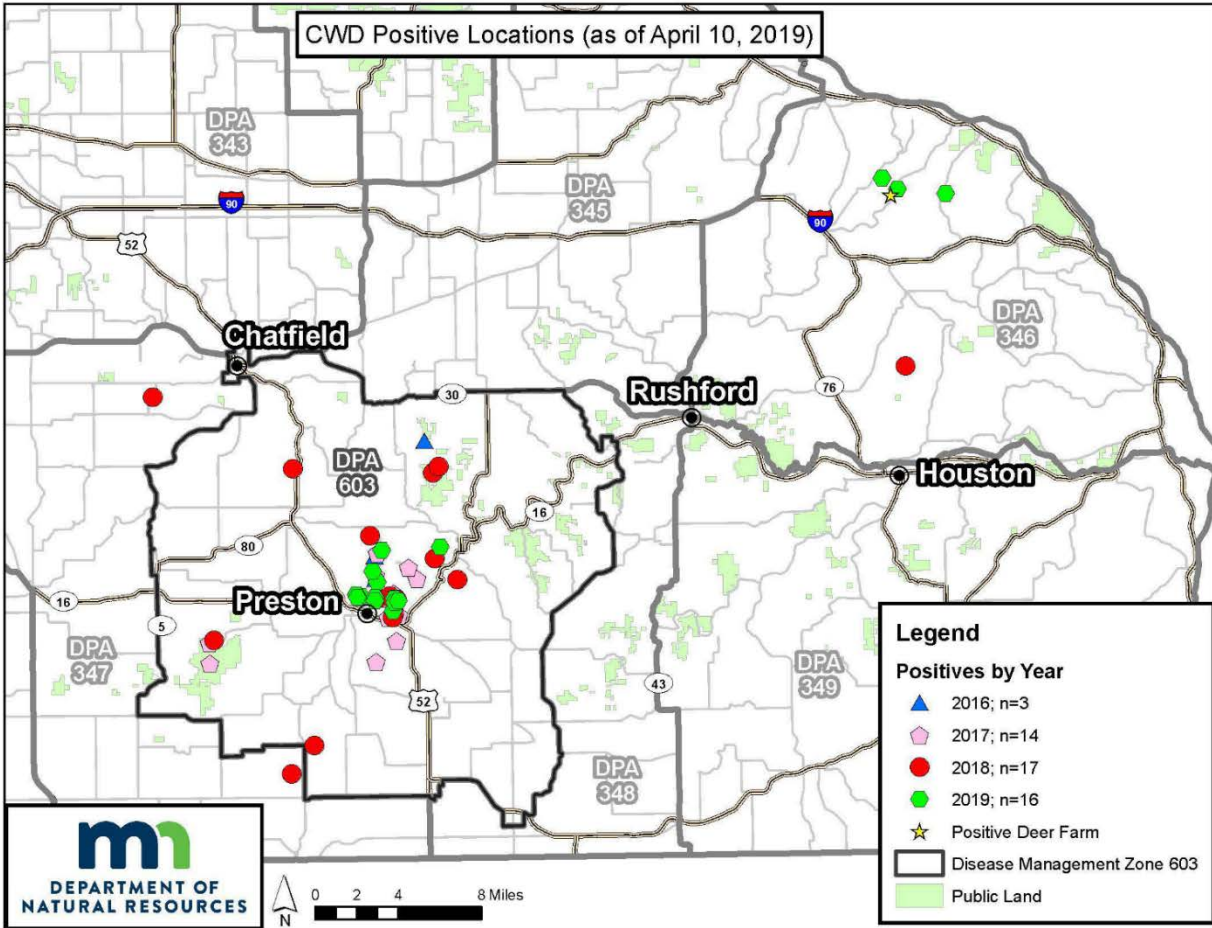 CWD Positive Locations (as of April 10, 2019)
DPA
343
90
52
DPA
345
90
DPA
346
Chatfield
30
Rushford
76
Houston
DPA
603
16
80
16
Preston
5
DPA
347
52
43
DPA
349
DPA
348
Legend
Positives by Year
2016; n=3
2017; n=14
2018; n=17
2019; n=16
Positive Deer Farm
Disease Management Zone 603
Public Land
mn
DEPARTMENT OF
NATURAL RESOURCES
N
0 2 4 8 Miles